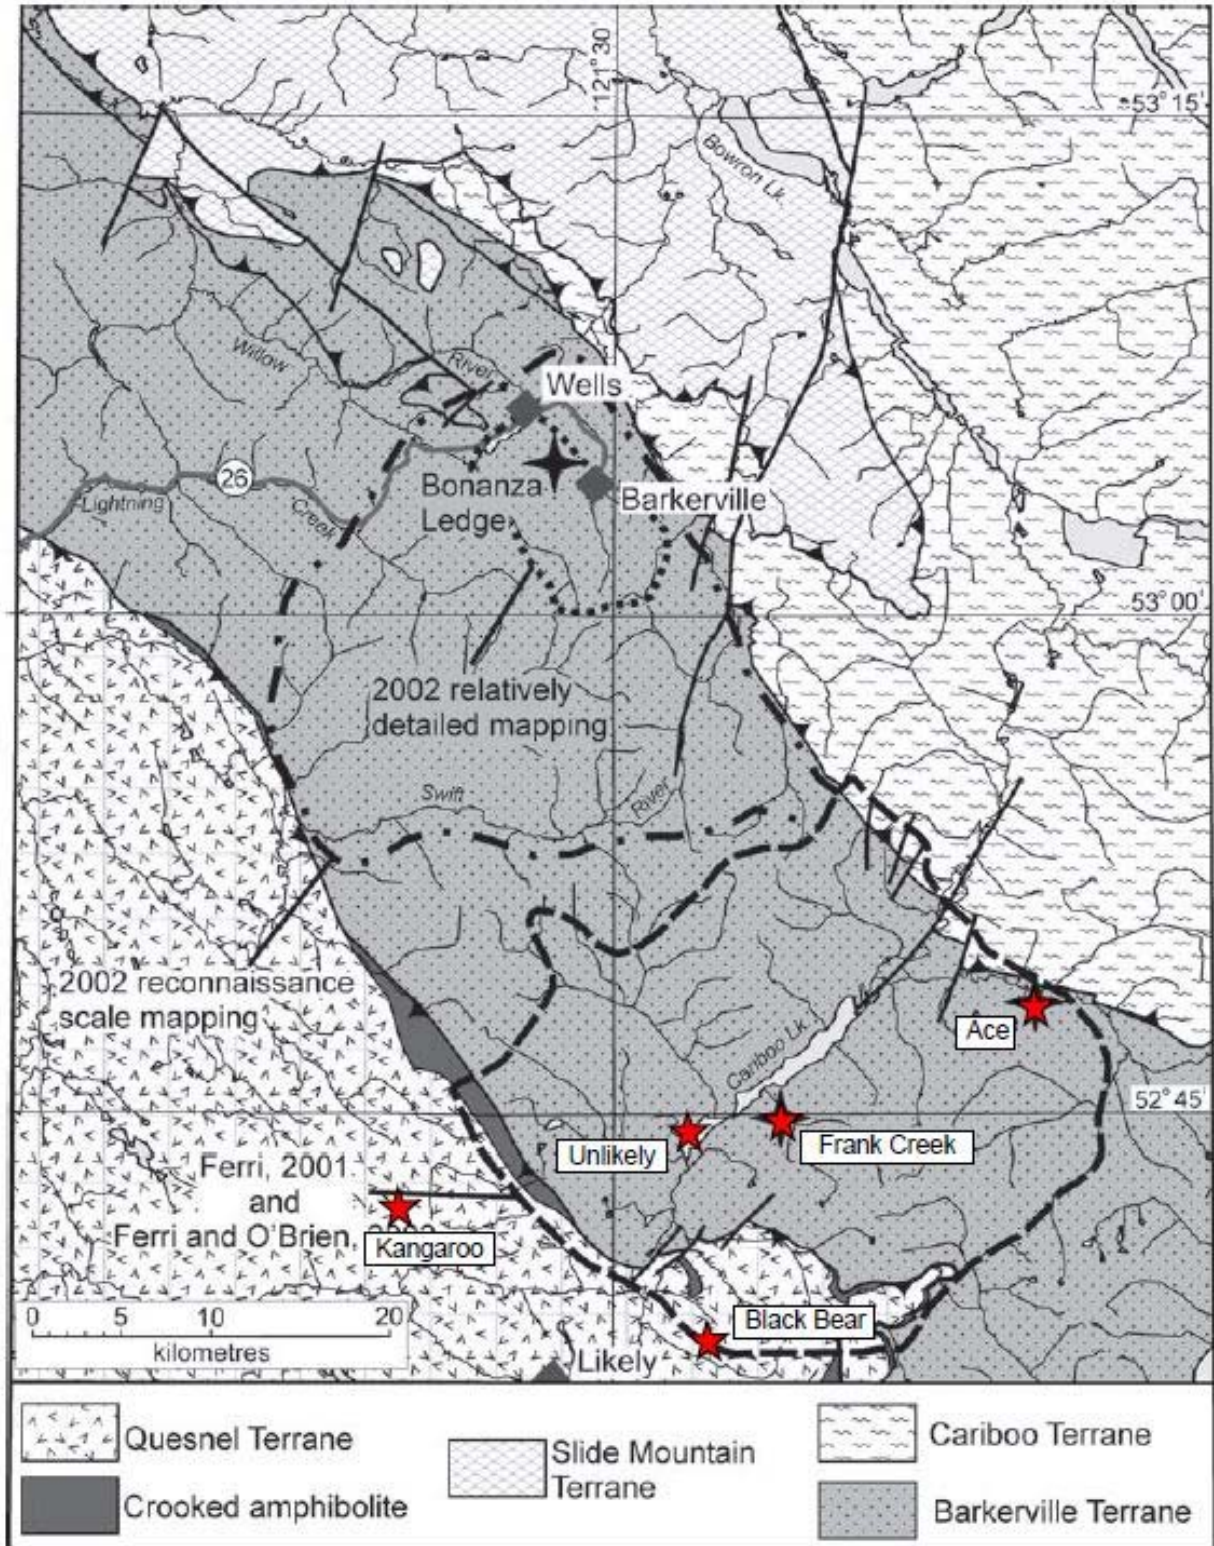 121° 30'
53° 15'
Bowron Lk.
Willow
River
Wells
26
Lightning
Creek
Bonanza
Ledge
Barkerville
53° 00'
2002 relatively
detailed mapping
Swift
River
2002 reconnaissance
scale mapping
Ace
Cariboo Lk.
52° 45'
Unlikely
Frank Creek
Ferri, 2001
and
Ferri and O'Brien,
Kangaroo
0 5 10 20
kilometres
Black Bear
Likely
Quesnel Terrane
Crooked amphibolite
Slide Mountain
Terrane
Cariboo Terrane
Barkerville Terrane